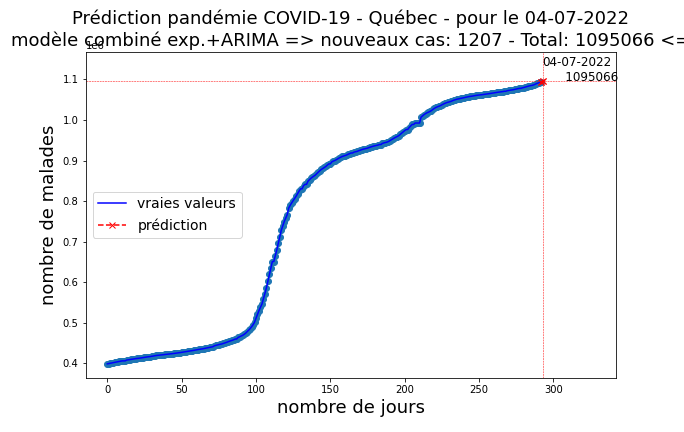 Prédiction pandémie COVID-19 - Québec - pour le 04-07-2022
modèle combiné exp.+ARIMA => nouveaux cas: 1207 - Total: 1095066 <=
04-07-2022
1095066
1.1
1.0
0.9
0.8
0.7
0.6
0.5
0.4
nombre de malades
vraies valeurs
prédiction
0 50 100 150 200 250 300
nombre de jours